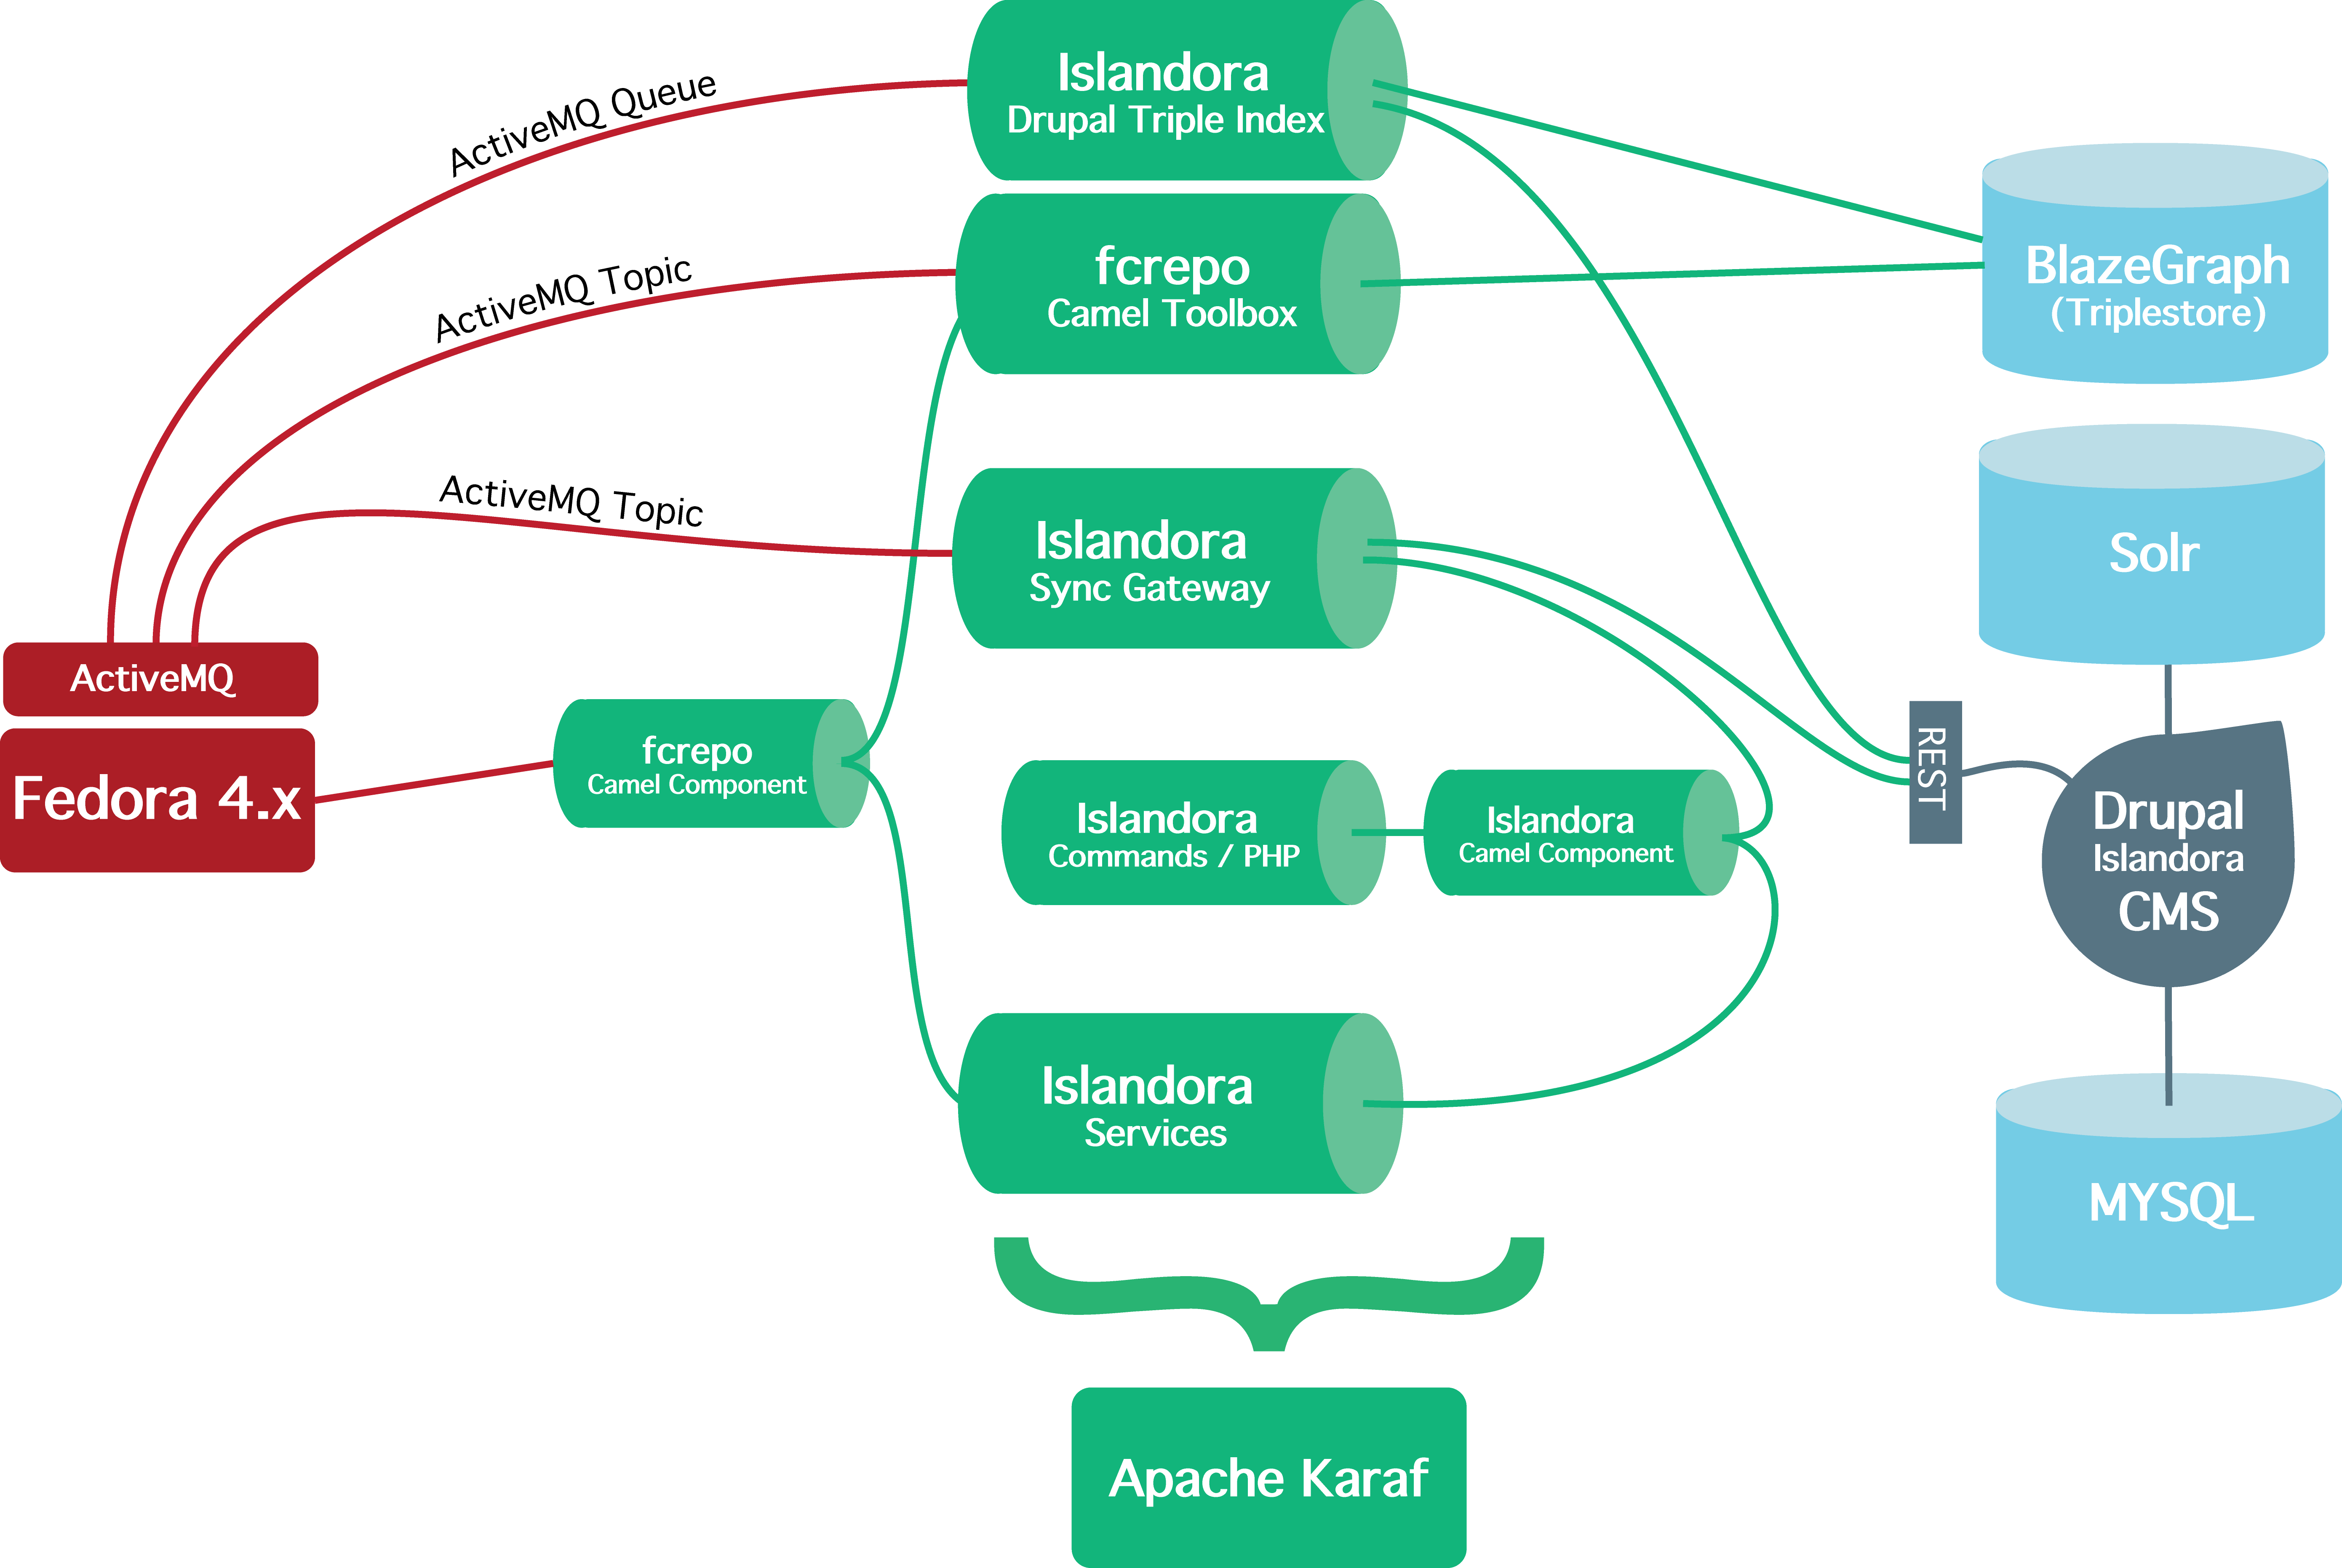 ActiveMQ Queue
Islandora
Drupal Triple Index
ActiveMQ Topic
fcrepo
Camel Toolbox
BlazeGraph
(Triplestore)
ActiveMQ Topic
Islandora
Sync Gateway
Solr
ActiveMQ
Fedora 4.x
fcrepo
Camel Component
Islandora
Commands / PHP
Islandora
Camel Component
REST
Drupal
Islandora
CMS
Islandora
Services
MYSQL
Apache Karaf